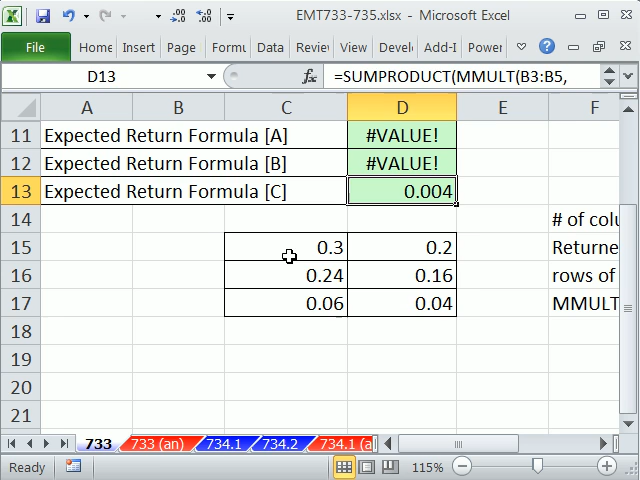 EMT733-735.xlsx - Microsoft Excel
File Home Insert Page Formu Data Review View Develo Add-I Power
D13 fx =SUMPRODUCT(MMULT(B3:B5,
A B C D E F
11 Expected Return Formula [A] #VALUE!
12 Expected Return Formula [B] #VALUE!
13 Expected Return Formula [C] 0.004
14 # of colu
15 0.3 0.2 Returne
16 0.24 0.16 rows of
17 0.06 0.04 MMULT
18
19
20
21
733 733 (an) 734.1 734.2 734.1 (a
Ready 115%